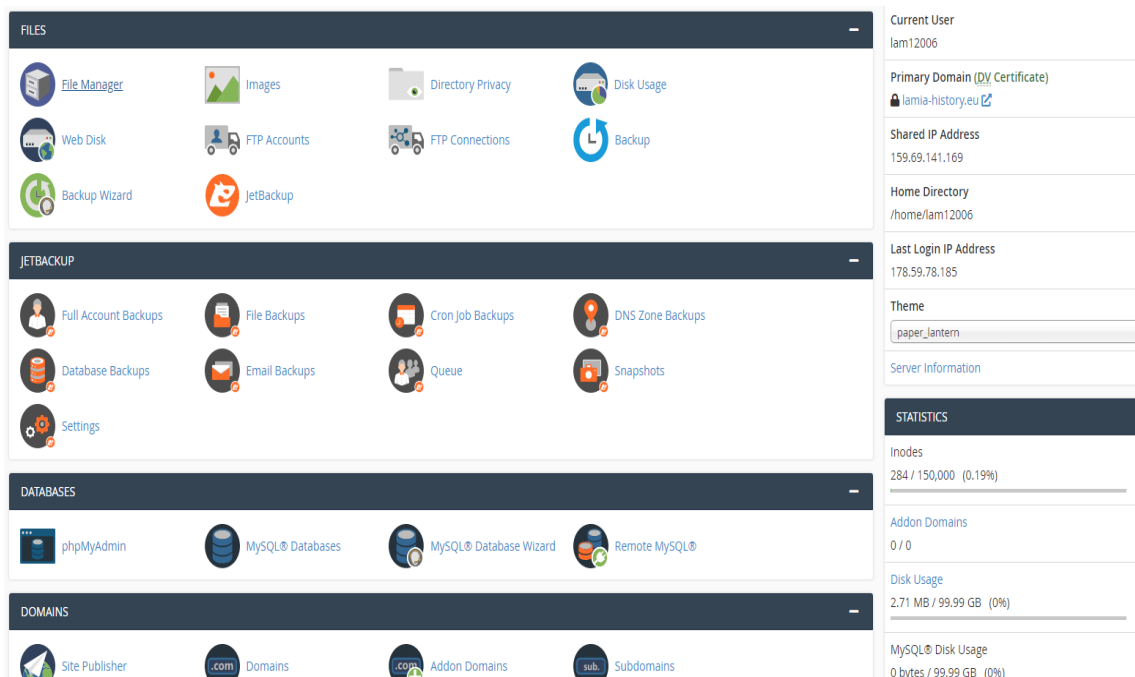 FILES
File Manager
Images
Directory Privacy
Disk Usage
Web Disk
FTP Accounts
FTP Connections
Backup
Backup Wizard
JetBackup
JETBACKUP
Full Account Backups
File Backups
Cron Job Backups
DNS Zone Backups
Database Backups
Email Backups
Queue
Snapshots
Settings
DATABASES
phpMyAdmin
MySQL® Databases
MySQL® Database Wizard
Remote MySQL®
DOMAINS
Site Publisher
.com
Domains
.com
Addon Domains
sub.
Subdomains
Current User
lam12006
Primary Domain (DV Certificate)
lamia-history.eu
Shared IP Address
159.69.141.169
Home Directory
/home/lam12006
Last Login IP Address
178.59.78.185
Theme
paper_lantern
Server Information
STATISTICS
Inodes
284 / 150,000 (0.19%)
Addon Domains
0 / 0
Disk Usage
2.71 MB / 99.99 GB (0%)
MySQL® Disk Usage
0 bytes / 99.99 GB (0%)